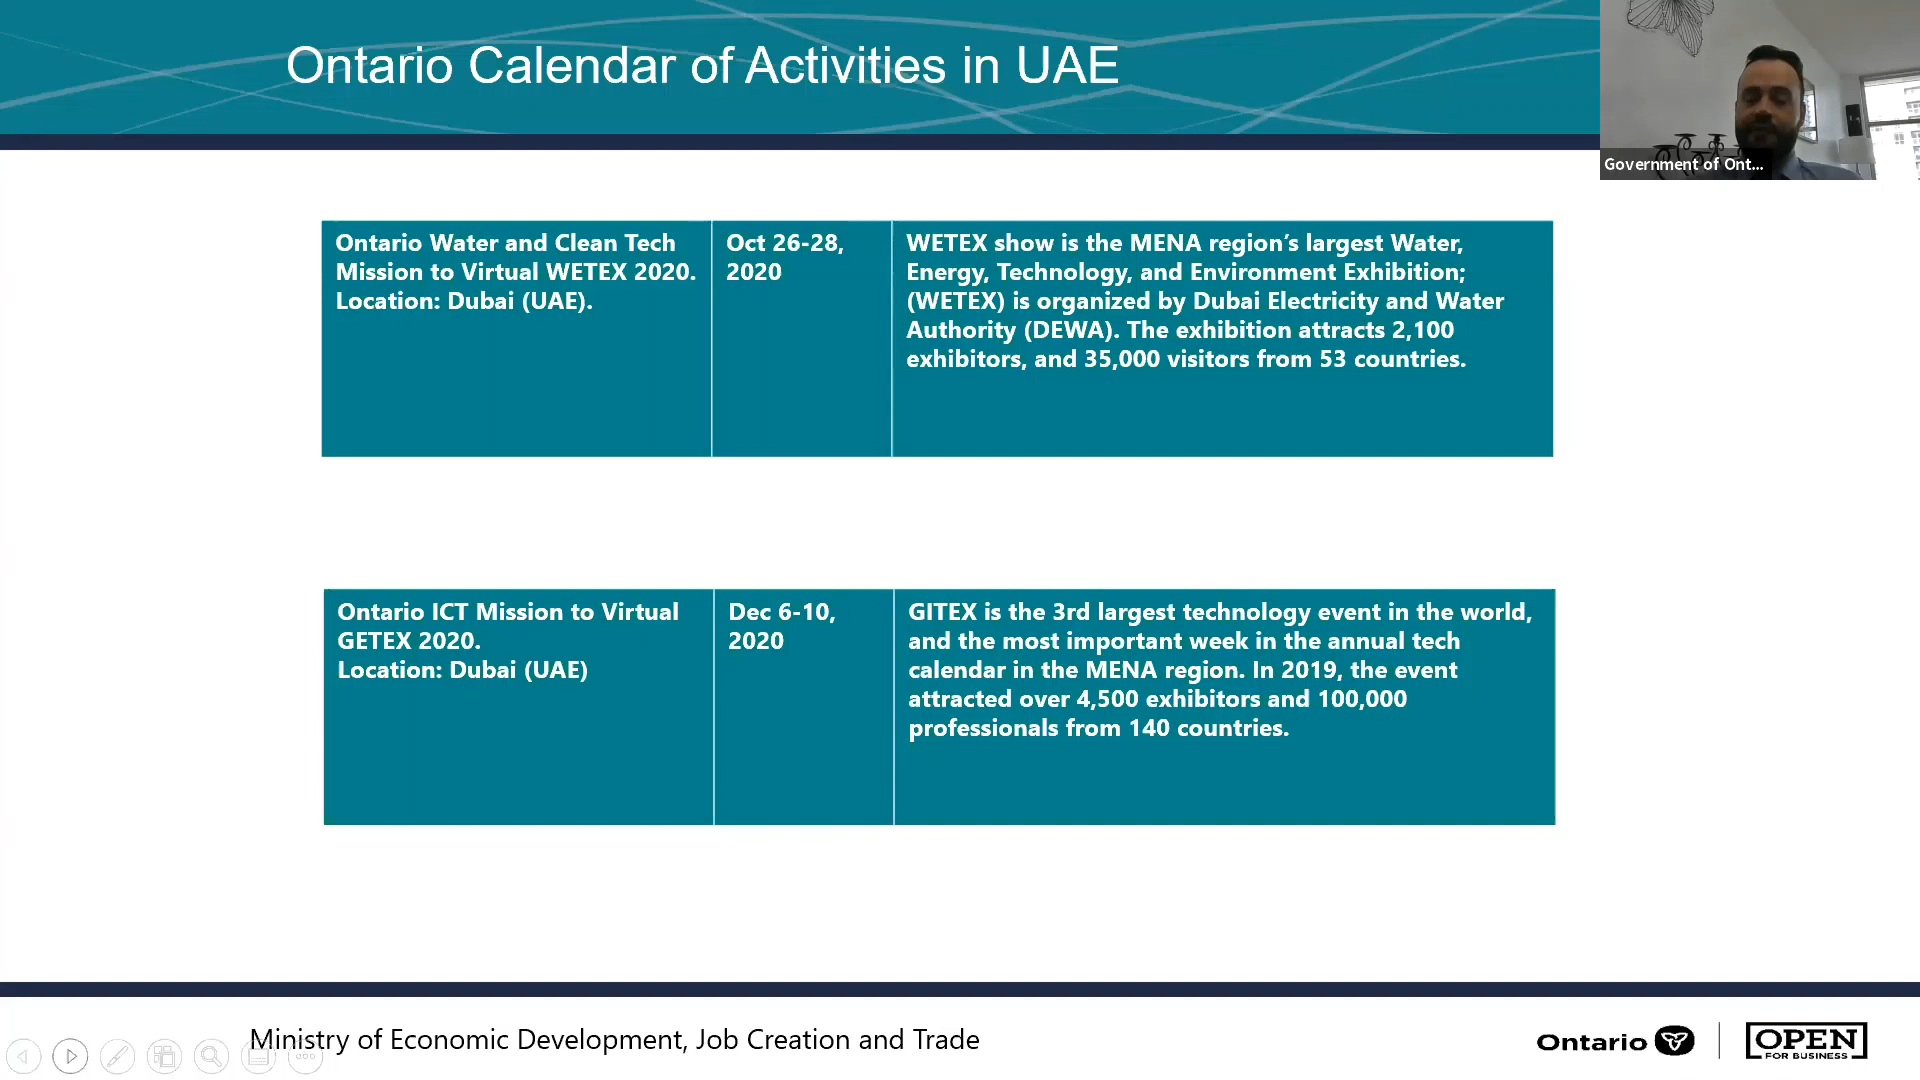 Ontario Calendar of Activities in UAE
Government of Ont...
Ontario Water and Clean Tech
Mission to Virtual WETEX 2020.
Location: Dubai (UAE).
Oct 26-28,
2020
WETEX show is the MENA region’s largest Water,
Energy, Technology, and Environment Exhibition;
(WETEX) is organized by Dubai Electricity and Water
Authority (DEWA). The exhibition attracts 2,100
exhibitors, and 35,000 visitors from 53 countries.
Ontario ICT Mission to Virtual
GETEX 2020.
Location: Dubai (UAE)
Dec 6-10,
2020
GITEX is the 3rd largest technology event in the world,
and the most important week in the annual tech
calendar in the MENA region. In 2019, the event
attracted over 4,500 exhibitors and 100,000
professionals from 140 countries.
Ministry of Economic Development, Job Creation and Trade
Ontario
OPEN
FOR BUSINESS